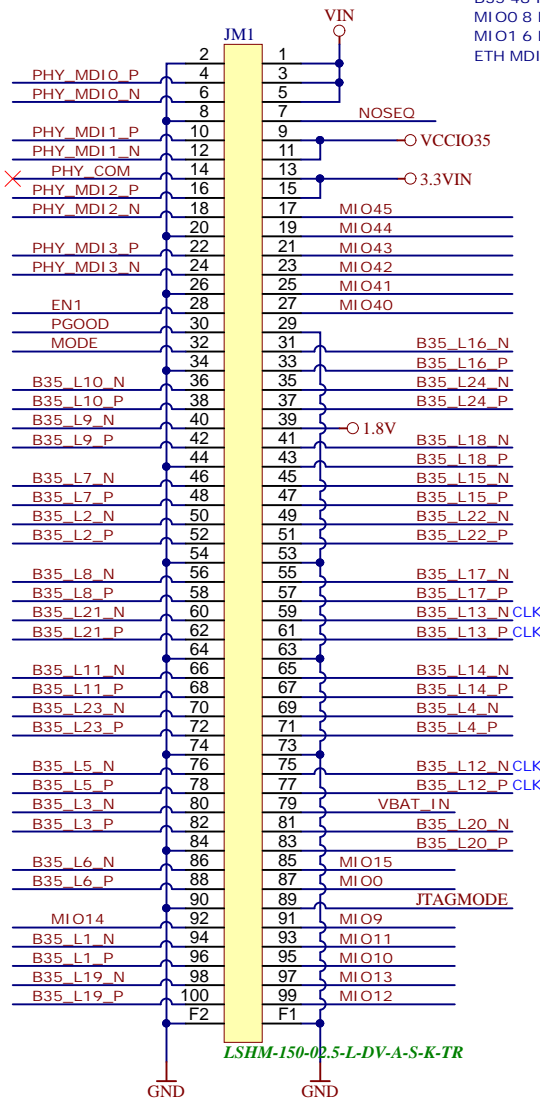 MIO0 8
MIO1 6
ETH MDI
VIN
JM1
2 1
PHY_MDI0_P 4 3
PHY_MDI0_N 6 5
8 7 NOSEQ
PHY_MDI1_P 10 9 VCCIO35
PHY_MDI1_N 12 11
PHY_COM 14 13 3.3VIN
PHY_MDI2_P 16 15
PHY_MDI2_N 18 17 MIO45
20 19 MIO44
PHY_MDI3_P 22 21 MIO43
PHY_MDI3_N 24 23 MIO42
26 25 MIO41
EN1 28 27 MIO40
PGOOD 30 29
MODE 32 31 B35_L16_N
34 33 B35_L16_P
B35_L10_N 36 35 B35_L24_N
B35_L10_P 38 37 B35_L24_P
B35_L9_N 40 39 1.8V
B35_L9_P 42 41 B35_L18_N
44 43 B35_L18_P
B35_L7_N 46 45 B35_L15_N
B35_L7_P 48 47 B35_L15_P
B35_L2_N 50 49 B35_L22_N
B35_L2_P 52 51 B35_L22_P
54 53
B35_L8_N 56 55 B35_L17_N
B35_L8_P 58 57 B35_L17_P
B35_L21_N 60 59 B35_L13_N CLK
B35_L21_P 62 61 B35_L13_P CLK
64 63
B35_L11_N 66 65 B35_L14_N
B35_L11_P 68 67 B35_L14_P
B35_L23_N 70 69 B35_L4_N
B35_L23_P 72 71 B35_L4_P
74 73
B35_L5_N 76 75 B35_L12_N CLK
B35_L5_P 78 77 B35_L12_P CLK
B35_L3_N 80 79 VBAT_IN
B35_L3_P 82 81 B35_L20_N
84 83 B35_L20_P
B35_L6_N 86 85 MIO15
B35_L6_P 88 87 MIO0
90 89 JTAGMODE
MIO14 92 91 MIO9
B35_L1_N 94 93 MIO11
B35_L1_P 96 95 MIO10
B35_L19_N 98 97 MIO13
B35_L19_P 100 99 MIO12
F2 F1
LSHM-150-02.5-L-DV-A-S-K-TR
GND GND